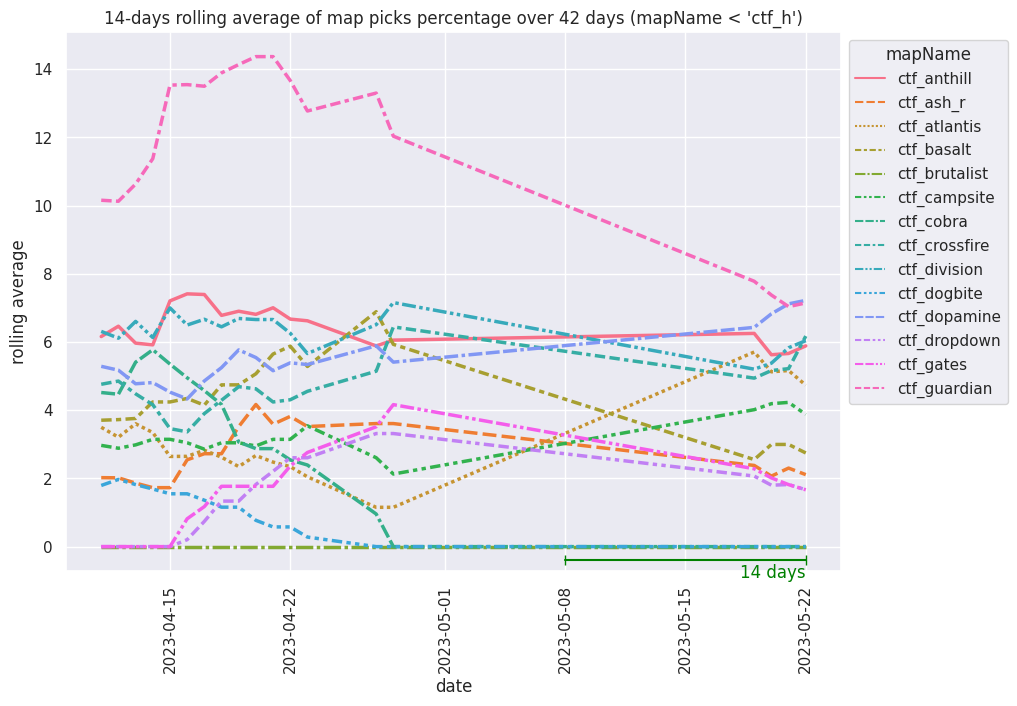 14-days rolling average of map picks percentage over 42 days (mapName < 'ctf_h')
mapName
ctf_anthill
ctf_ash_r
ctf_atlantis
ctf_basalt
ctf_brutalist
ctf_campsite
ctf_cobra
ctf_crossfire
ctf_division
ctf_dogbite
ctf_dopamine
ctf_dropdown
ctf_gates
ctf_guardian
rolling average
14
12
10
8
6
4
2
0
14 days
2023-04-15
2023-04-22
2023-05-01
2023-05-08
2023-05-15
2023-05-22
date